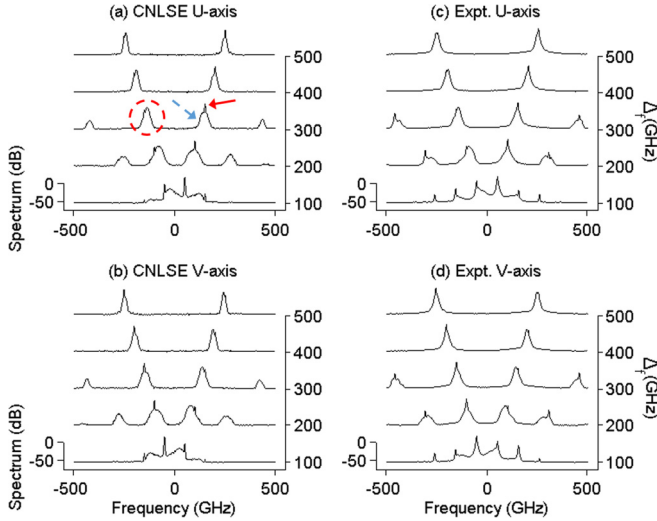 (a) CNLSE U-axis
(c) Expt. U-axis
500
400
300
200
100
Spectrum (dB)
0
-50
-500 0 500
500
400
300
200
100
Δf (GHz)
0
-50
-500 0 500
(b) CNLSE V-axis
(d) Expt. V-axis
500
400
300
200
100
Spectrum (dB)
0
-50
-500 0 500
Frequency (GHz)
500
400
300
200
100
Δf (GHz)
0
-50
-500 0 500
Frequency (GHz)